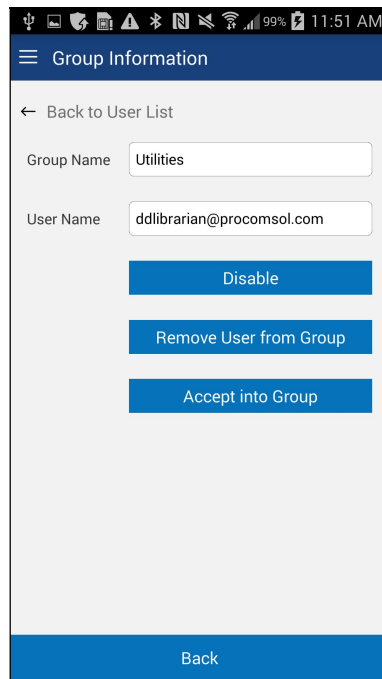 99% 11:51 AM
Group Information
← Back to User List
Group Name Utilities
User Name ddlibrarian@procomsol.com
Disable
Remove User from Group
Accept into Group
Back